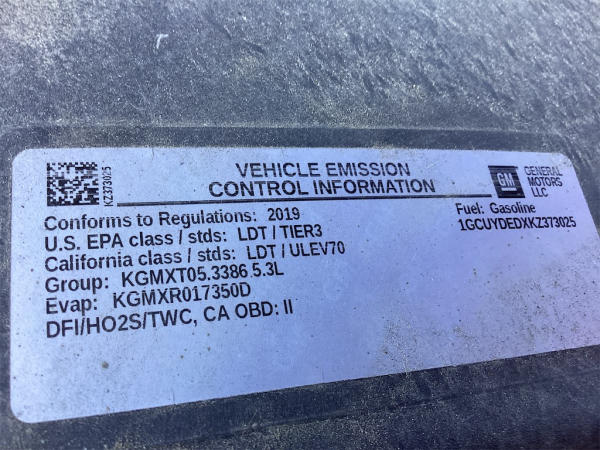 KZ373025
VEHICLE EMISSION
CONTROL INFORMATION
GM
GENERAL
MOTORS
LLC
Conforms to Regulations: 2019
U.S. EPA class / stds: LDT / TIER3
California class / stds: LDT / ULEV70
Group: KGMXT05.3386.5.3L
Evap: KGMXR017350D
DFI/HO2S/TWC, CA OBD: II
Fuel: Gasoline
1GCUYDEDXKZ373025